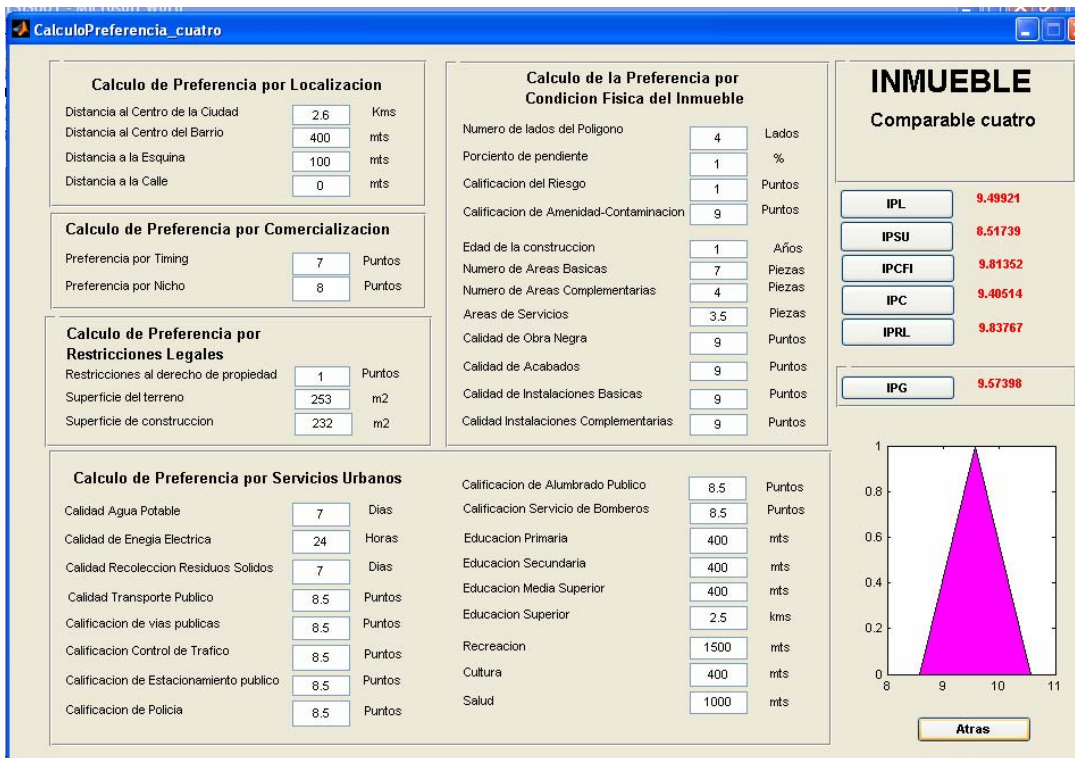 CalculoPreferencia_cuatro
Calculo de Preferencia por Localizacion
Distancia al Centro de la Ciudad 2.6 Kms
Distancia al Centro del Barrio 400 mts
Distancia a la Esquina 100 mts
Distancia a la Calle 0 mts
Calculo de Preferencia por Comercializacion
Preferencia por Timing 7 Puntos
Preferencia por Nicho 8 Puntos
Calculo de Preferencia por
Restricciones Legales
Restricciones al derecho de propiedad 1 Puntos
Superficie del terreno 253 m2
Superficie de construccion 232 m2
Calculo de la Preferencia por
Condicion Fisica del Inmueble
Numero de lados del Poligono 4 Lados
Porciento de pendiente 1 %
Calificacion del Riesgo 1 Puntos
Calificacion de Amenidad-Contaminacion 9 Puntos
Edad de la construccion 1 Años
Numero de Areas Basicas 7 Piezas
Numero de Areas Complementarias 4 Piezas
Areas de Servicios 3.5 Piezas
Calidad de Obra Negra 9 Puntos
Calidad de Acabados 9 Puntos
Calidad de Instalaciones Basicas 9 Puntos
Calidad Instalaciones Complementarias 9 Puntos
INMUEBLE
Comparable cuatro
IPL 9.49921
IPSU 8.51739
IPCFI 9.81352
IPC 9.40514
IPRL 9.83767
IPG 9.57398
Calculo de Preferencia por Servicios Urbanos
Calidad Agua Potable 7 Dias
Calidad de Enegia Electrica 24 Horas
Calidad Recoleccion Residuos Solidos 7 Dias
Calidad Transporte Publico 8.5 Puntos
Calificacion de vias publicas 8.5 Puntos
Calificacion Control de Trafico 8.5 Puntos
Calificacion de Estacionamiento publico 8.5 Puntos
Calificacion de Policia 8.5 Puntos
Calificacion de Alumbrado Publico 8.5 Puntos
Calificacion Servicio de Bomberos 8.5 Puntos
Educacion Primaria 400 mts
Educacion Secundaria 400 mts
Educacion Media Superior 400 mts
Educacion Superior 2.5 kms
Recreacion 1500 mts
Cultura 400 mts
Salud 1000 mts
1
0.8
0.6
0.4
0.2
0
8 9 10 11
Atras